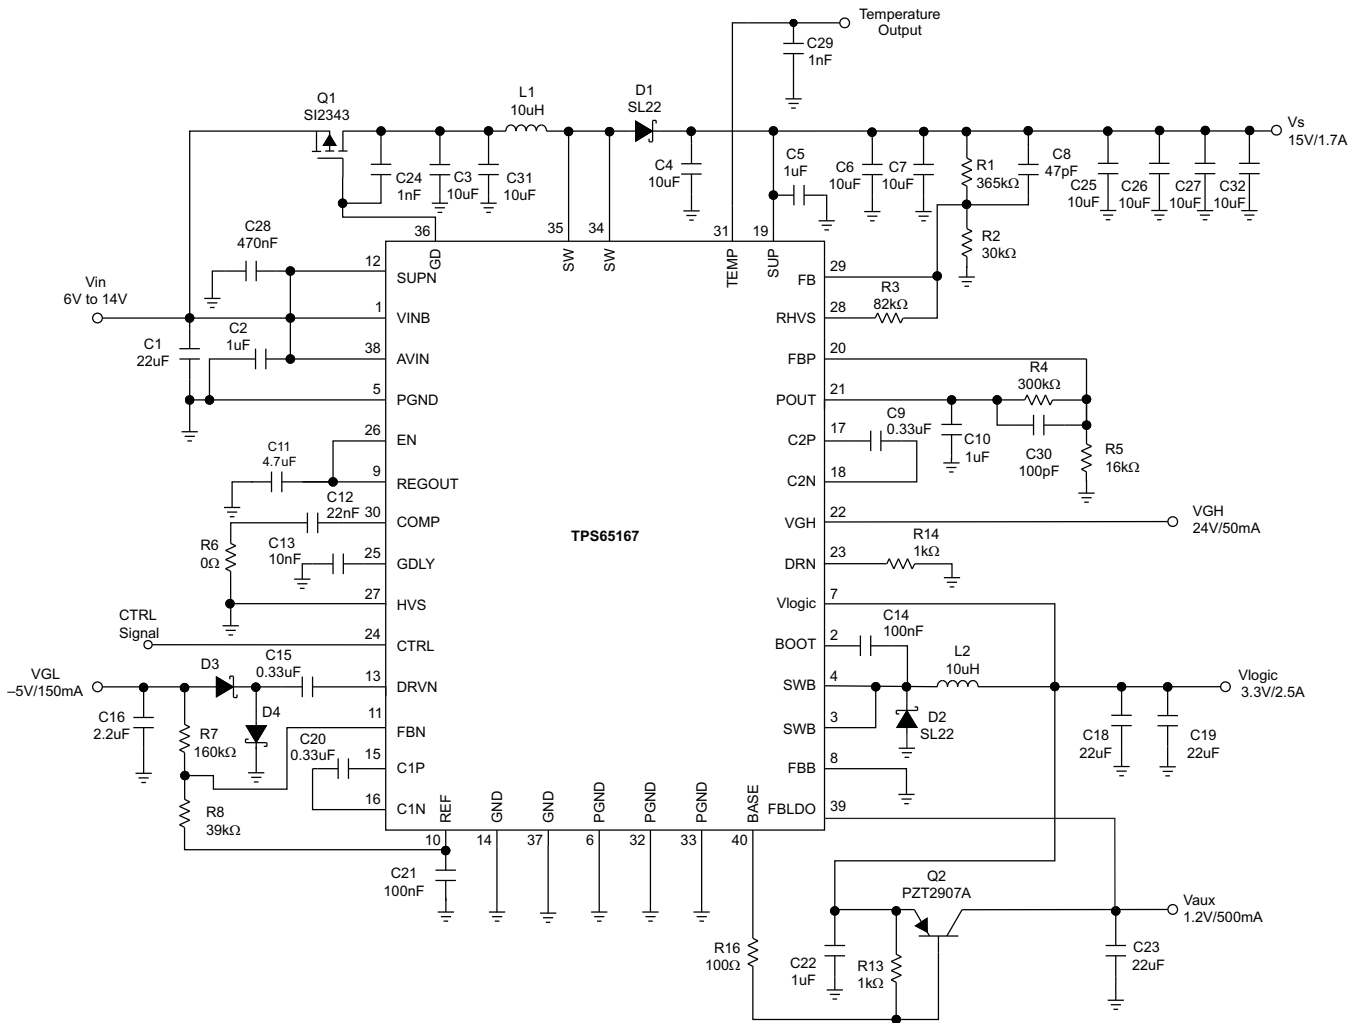 Temperature
Output
C29
1nF
Q1
SI2343
L1
10uH
D1
SL22
Vs
15V/1.7A
C24
1nF
C3
10uF
C31
10uF
C4
10uF
C5
1uF
C6
10uF
C7
10uF
R1
365kΩ
C8
47pF
C25
10uF
C26
10uF
C27
10uF
C32
10uF
R2
30kΩ
C28
470nF
36
GD
35
SW
34
SW
31
TEMP
19
SUP
Vin
6V to 14V
C1
22uF
C2
1uF
12
SUPN
1
VINB
38
AVIN
5
PGND
26
EN
9
REGOUT
30
COMP
25
GDLY
27
HVS
24
CTRL
13
DRVN
11
FBN
15
C1P
16
C1N
C11
4.7uF
C12
22nF
C13
10nF
R6
0Ω
CTRL
Signal
VGL
–5V/150mA
D3
C15
0.33uF
D4
C16
2.2uF
R7
160kΩ
C20
0.33uF
R8
39kΩ
TPS65167
29
FB
28
RHVS
R3
82kΩ
20
FBP
21
POUT
R4
300kΩ
17
C2P
C9
0.33uF
C10
1uF
C30
100pF
R5
16kΩ
18
C2N
22
VGH
VGH
24V/50mA
23
DRN
R14
1kΩ
7
Vlogic
2
BOOT
C14
100nF
4
SWB
L2
10uH
Vlogic
3.3V/2.5A
3
SWB
D2
SL22
C18
22uF
C19
22uF
8
FBB
39
FBLDO
REF
GND
GND
PGND
PGND
PGND
BASE
10
14
37
6
32
33
40
C21
100nF
Q2
PZT2907A
Vaux
1.2V/500mA
R16
100Ω
C22
1uF
R13
1kΩ
C23
22uF